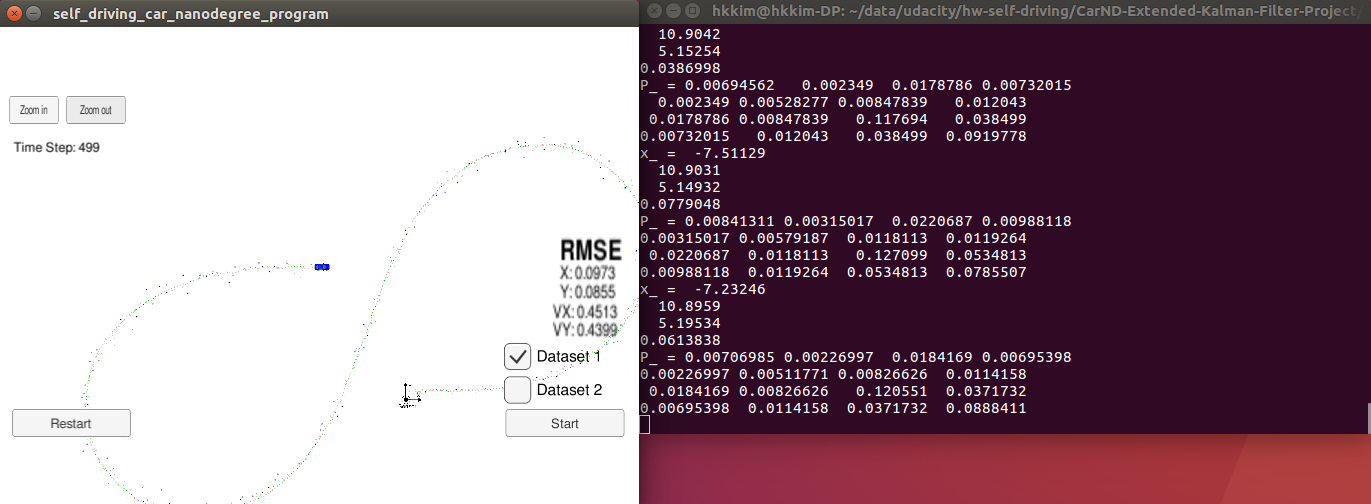 self_driving_car_nanodegree_program
Zoom in
Zoom out
Time Step: 499
RMSE
X: 0.0973
Y: 0.0855
VX: 0.4513
VY: 0.4399
Dataset 1
Dataset 2
Restart
Start
hkkim@hkkim-DP: ~/data/udacity/hw-self-driving/CarND-Extended-Kalman-Filter-Project/
10.9042
5.15254
0.0386998
P_ = 0.00694562 0.002349 0.0178786 0.00732015
0.002349 0.00528277 0.00847839 0.012043
0.0178786 0.00847839 0.117694 0.038499
0.00732015 0.012043 0.038499 0.0919778
x_ = -7.51129
10.9031
5.14932
0.0779048
P_ = 0.00841311 0.00315017 0.0220687 0.00988118
0.00315017 0.00579187 0.0118113 0.0119264
0.0220687 0.0118113 0.127099 0.0534813
0.00988118 0.0119264 0.0534813 0.0785507
x_ = -7.23246
10.8959
5.19534
0.0613838
P_ = 0.00706985 0.00226997 0.0184169 0.00695398
0.00226997 0.00511771 0.00826626 0.0114158
0.0184169 0.00826626 0.120551 0.0371732
0.00695398 0.0114158 0.0371732 0.0888411